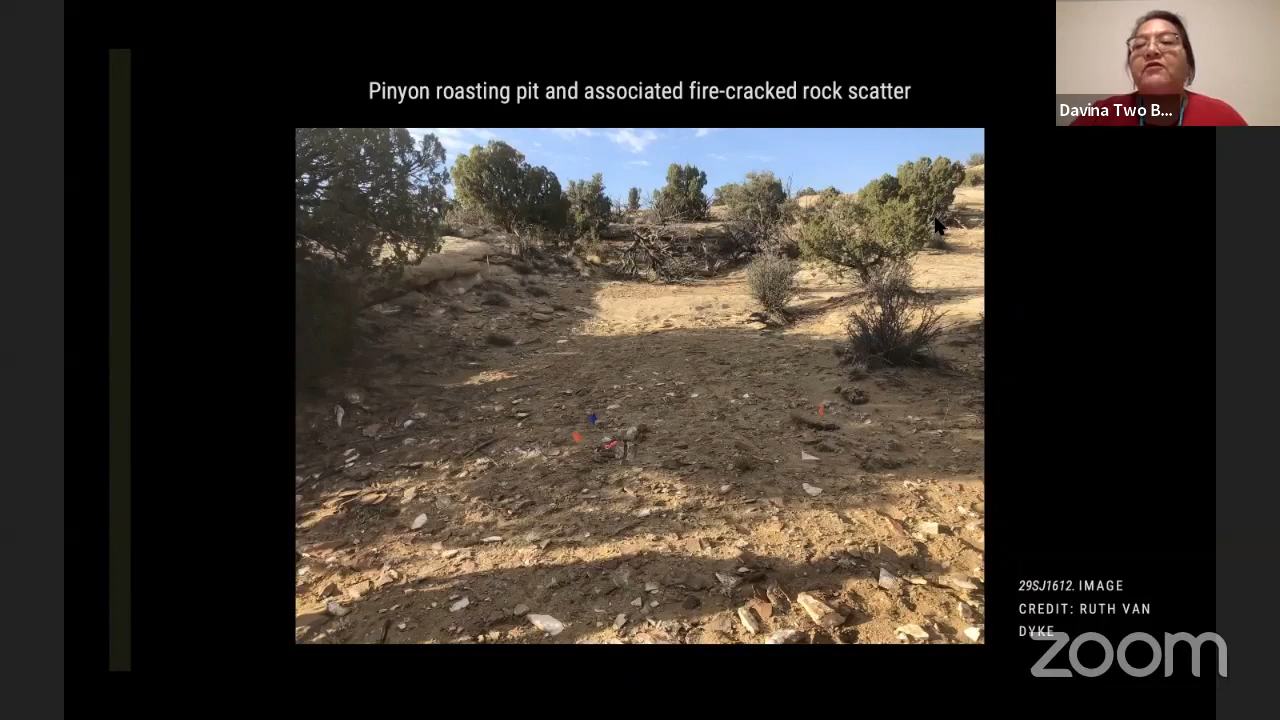 Pinyon roasting pit and associated fire-cracked rock scatter
Davina Two B...
29SJ1612. IMAGE
CREDIT: RUTH VAN
DYKE
zoom